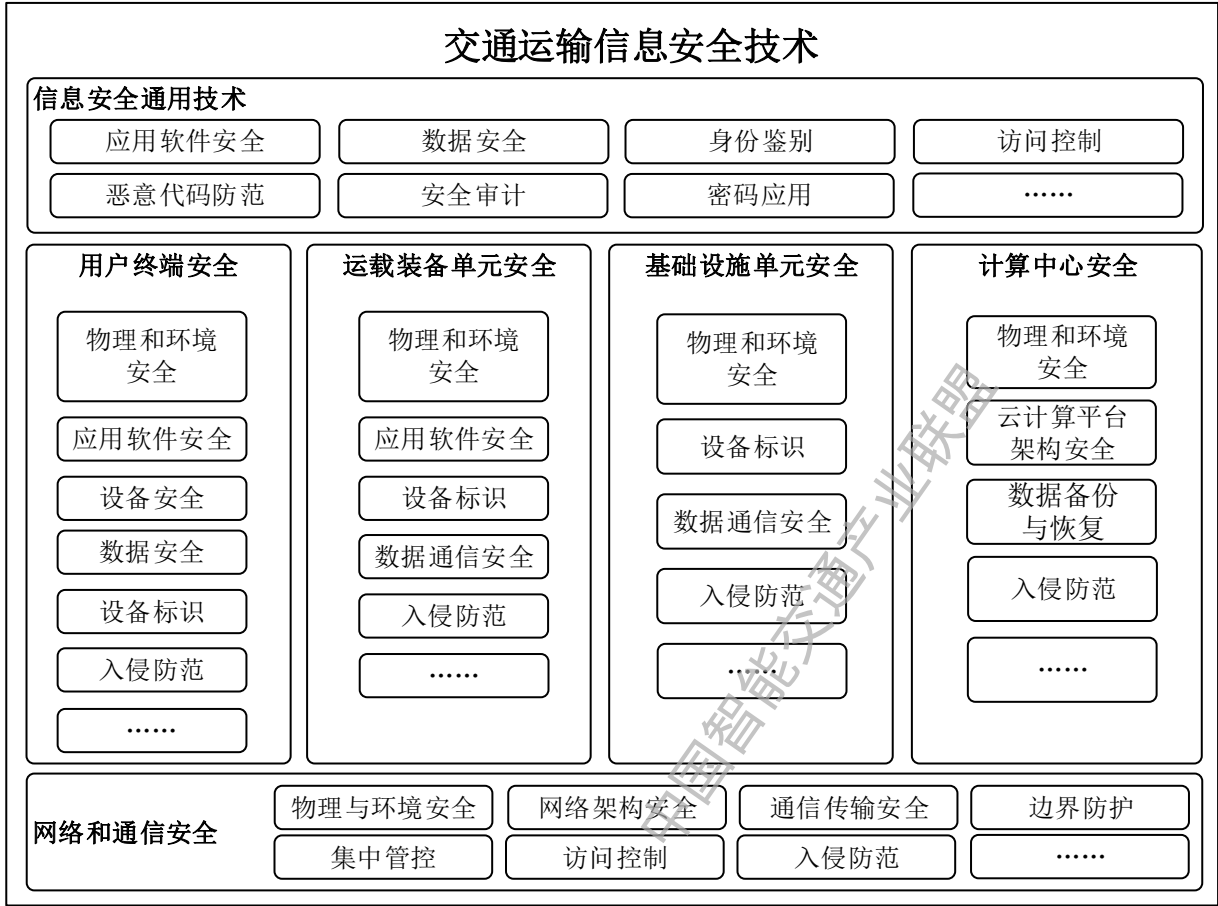 交通运输信息安全技术
信息安全通用技术
应用软件安全
数据安全
身份鉴别
访问控制
恶意代码防范
安全审计
密码应用
……
用户终端安全
物理和环境
安全
应用软件安全
设备安全
数据安全
设备标识
入侵防范
……
运载装备单元安全
物理和环境
安全
应用软件安全
设备标识
数据通信安全
入侵防范
……
基础设施单元安全
物理和环境
安全
设备标识
数据通信安全
入侵防范
……
计算中心安全
物理和环境
安全
云计算平台
架构安全
数据备份
与恢复
入侵防范
……
网络和通信安全
物理与环境安全
网络架构安全
通信传输安全
边界防护
集中管控
访问控制
入侵防范
……
中国智能交通产业联盟